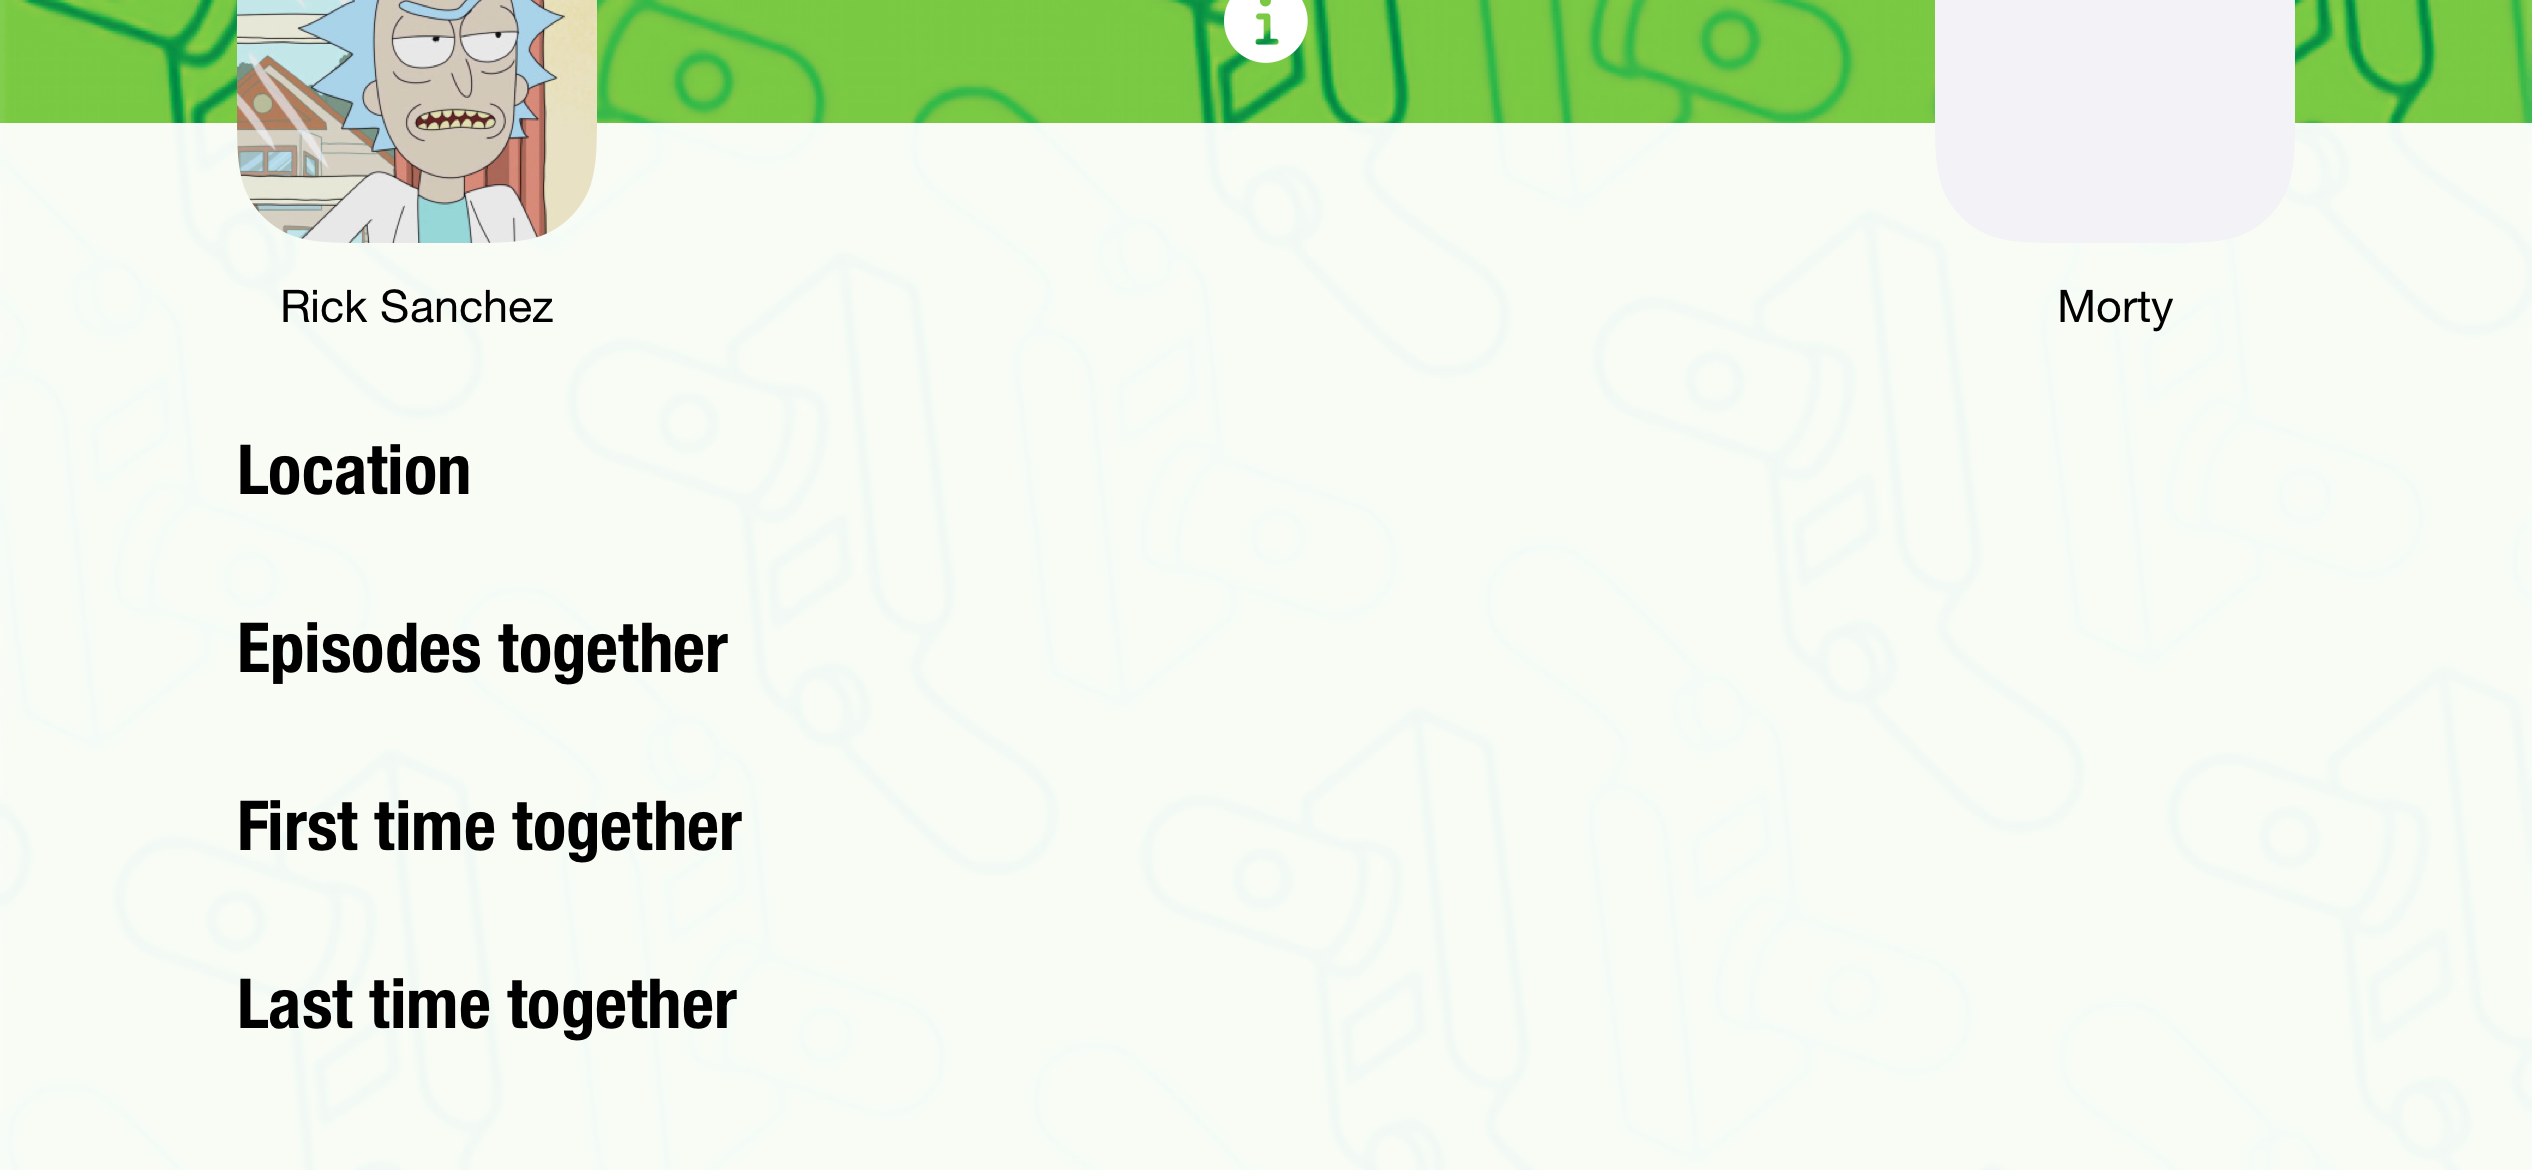 i
Rick Sanchez
Morty
Location
Episodes together
First time together
Last time together